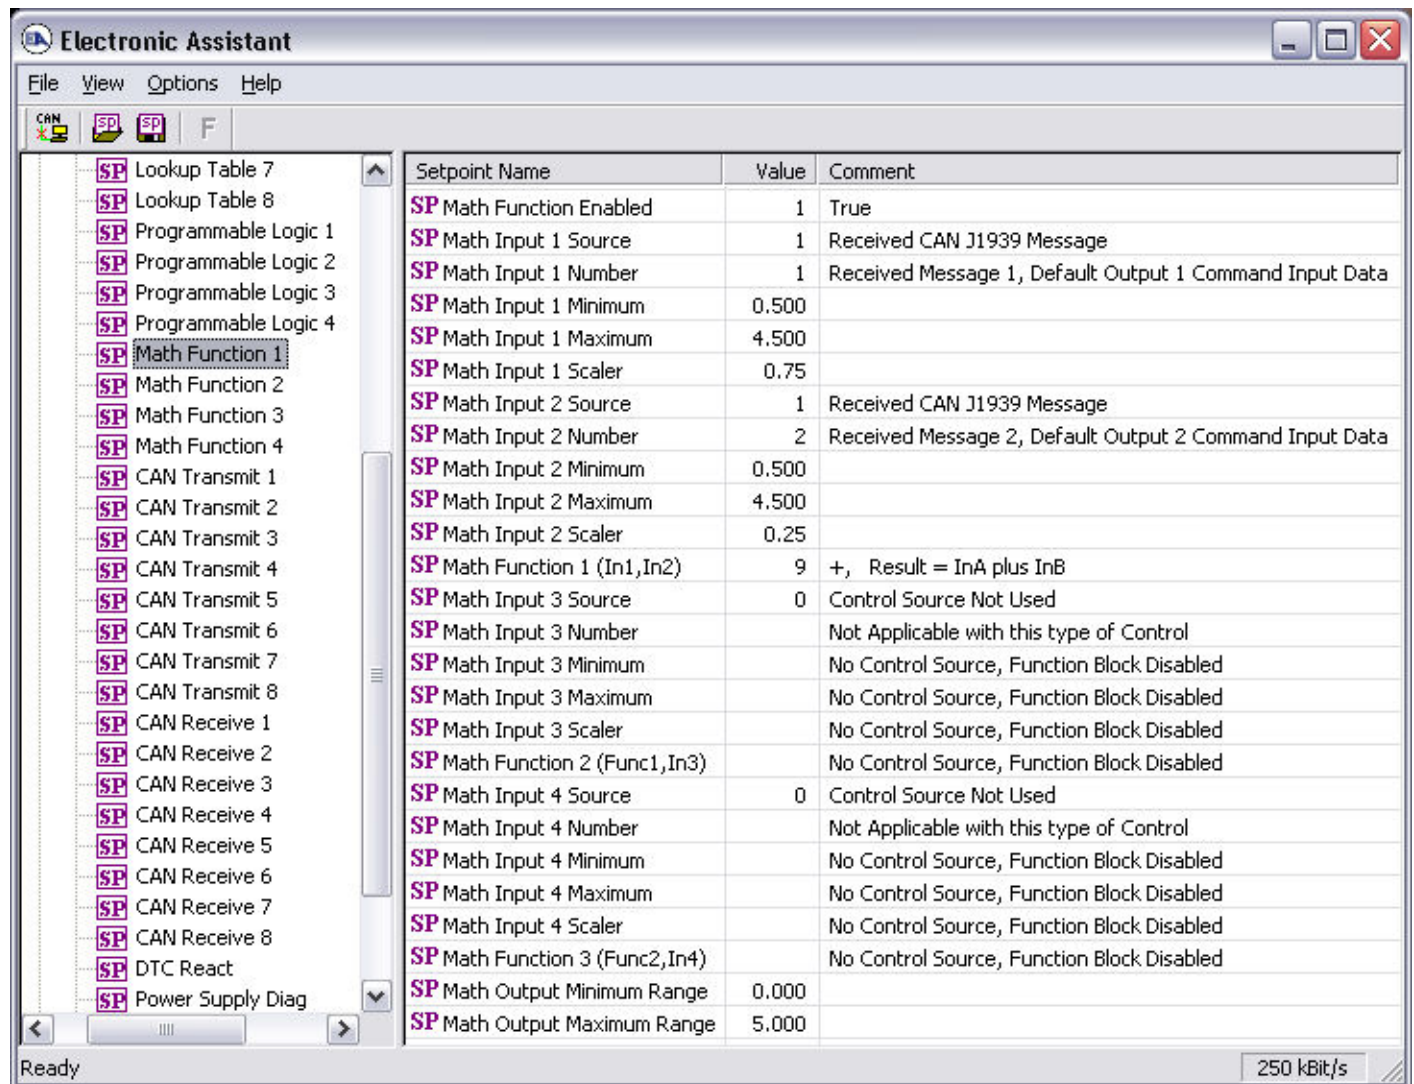 Electronic Assistant
File View Options Help
CAN SP SP F
SP Lookup Table 7
SP Lookup Table 8
SP Programmable Logic 1
SP Programmable Logic 2
SP Programmable Logic 3
SP Programmable Logic 4
SP Math Function 1
SP Math Function 2
SP Math Function 3
SP Math Function 4
SP CAN Transmit 1
SP CAN Transmit 2
SP CAN Transmit 3
SP CAN Transmit 4
SP CAN Transmit 5
SP CAN Transmit 6
SP CAN Transmit 7
SP CAN Transmit 8
SP CAN Receive 1
SP CAN Receive 2
SP CAN Receive 3
SP CAN Receive 4
SP CAN Receive 5
SP CAN Receive 6
SP CAN Receive 7
SP CAN Receive 8
SP DTC React
SP Power Supply Diag
Setpoint Name Value Comment
SP Math Function Enabled 1 True
SP Math Input 1 Source 1 Received CAN J1939 Message
SP Math Input 1 Number 1 Received Message 1, Default Output 1 Command Input Data
SP Math Input 1 Minimum 0.500
SP Math Input 1 Maximum 4.500
SP Math Input 1 Scaler 0.75
SP Math Input 2 Source 1 Received CAN J1939 Message
SP Math Input 2 Number 2 Received Message 2, Default Output 2 Command Input Data
SP Math Input 2 Minimum 0.500
SP Math Input 2 Maximum 4.500
SP Math Input 2 Scaler 0.25
SP Math Function 1 (In1,In2) 9 +, Result = InA plus InB
SP Math Input 3 Source 0 Control Source Not Used
SP Math Input 3 Number Not Applicable with this type of Control
SP Math Input 3 Minimum No Control Source, Function Block Disabled
SP Math Input 3 Maximum No Control Source, Function Block Disabled
SP Math Input 3 Scaler No Control Source, Function Block Disabled
SP Math Function 2 (Func1,In3) No Control Source, Function Block Disabled
SP Math Input 4 Source 0 Control Source Not Used
SP Math Input 4 Number Not Applicable with this type of Control
SP Math Input 4 Minimum No Control Source, Function Block Disabled
SP Math Input 4 Maximum No Control Source, Function Block Disabled
SP Math Input 4 Scaler No Control Source, Function Block Disabled
SP Math Function 3 (Func2,In4) No Control Source, Function Block Disabled
SP Math Output Minimum Range 0.000
SP Math Output Maximum Range 5.000
Ready 250 kBit/s